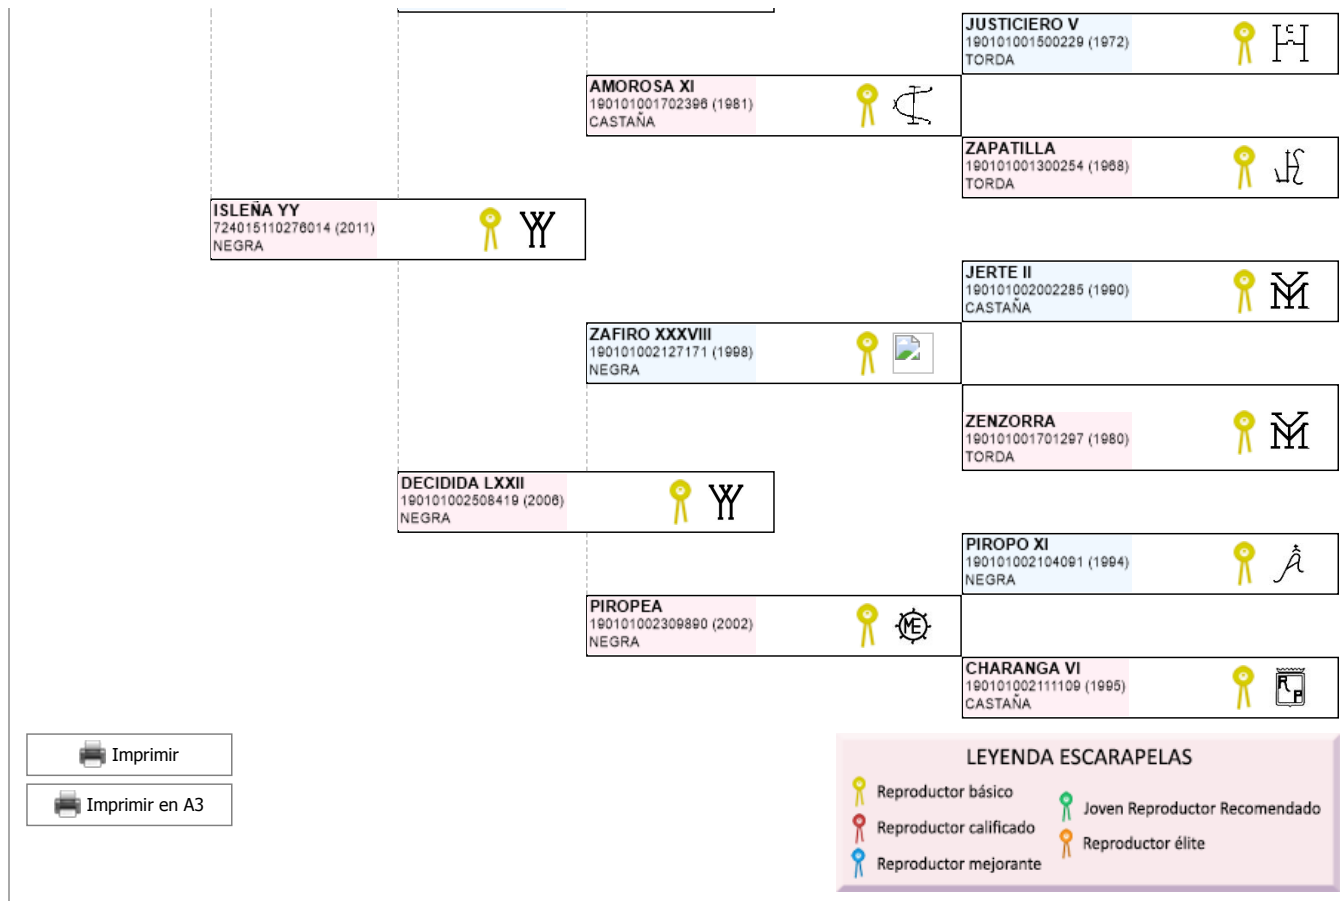 JUSTICIERO V
190101001500229 (1972)
TORDA
AMOROSA XI
190101001702396 (1981)
CASTAÑA
ZAPATILLA
190101001300254 (1968)
TORDA
ISLEÑA YY
724015110276014 (2011)
NEGRA
JERTE II
190101002002285 (1990)
CASTAÑA
ZAFIRO XXXVIII
190101002127171 (1998)
NEGRA
ZENZORRA
190101001701297 (1980)
TORDA
DECIDIDA LXXII
190101002508419 (2006)
NEGRA
PIROPO XI
190101002104091 (1994)
NEGRA
PIROPEA
190101002309890 (2002)
NEGRA
CHARANGA VI
190101002111109 (1995)
CASTAÑA
Imprimir
Imprimir en A3
LEYENDA ESCARAPELAS
Reproductor básico
Reproductor calificado
Reproductor mejorante
Joven Reproductor Recomendado
Reproductor élite